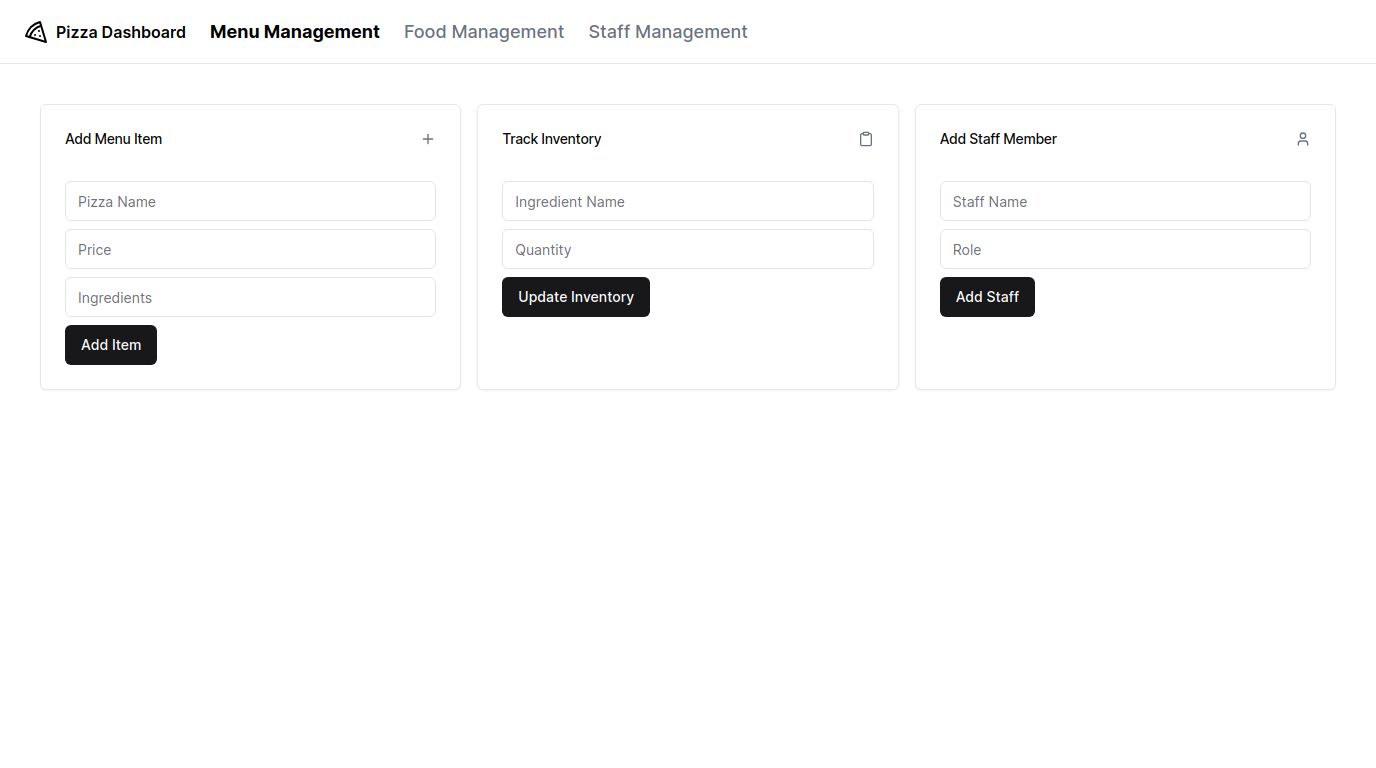 Pizza Dashboard
Menu Management
Food Management
Staff Management
Add Menu Item
Pizza Name
Price
Ingredients
Add Item
Track Inventory
Ingredient Name
Quantity
Update Inventory
Add Staff Member
Staff Name
Role
Add Staff